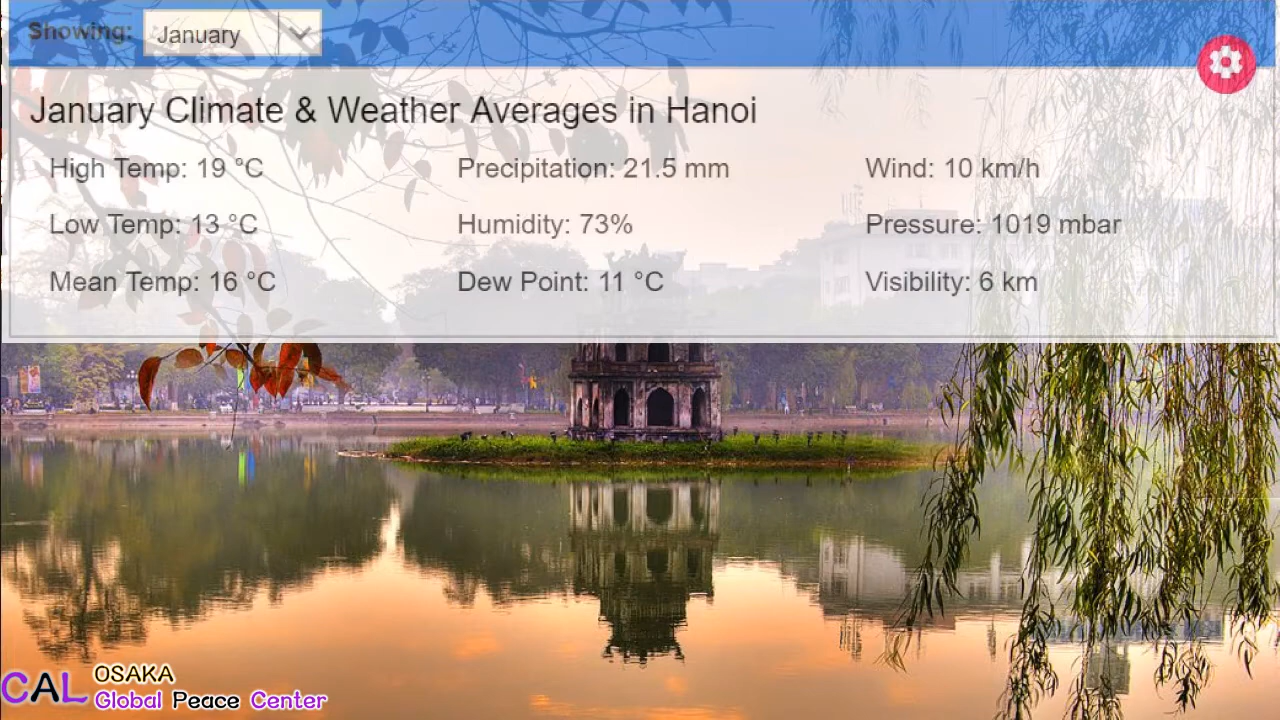 Showing: January
January Climate & Weather Averages in Hanoi
High Temp: 19 °C Precipitation: 21.5 mm Wind: 10 km/h
Low Temp: 13 °C Humidity: 73% Pressure: 1019 mbar
Mean Temp: 16 °C Dew Point: 11 °C Visibility: 6 km
CAL OSAKA
Global Peace Center